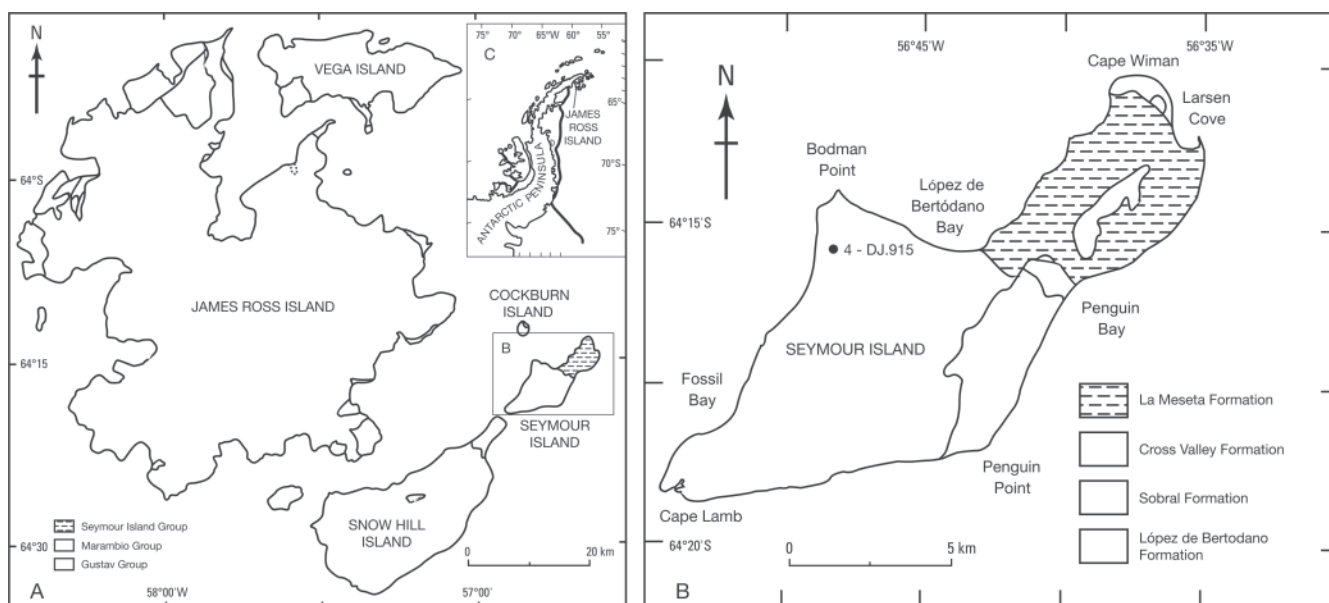 N
VEGA ISLAND
64°S
JAMES ROSS ISLAND
64°15
COCKBURN
ISLAND
B
SEYMOUR
ISLAND
SNOW HILL
ISLAND
Seymour Island Group
Marambio Group
Gustav Group
0
20 km
64°30
A
58°00'W
57°00'
75°
70°
65°W
60°
55°
C
JAMES
ROSS
ISLAND
65°
70°S
75°
ANTARCTIC PENINSULA
75°
70°
65°
60°
B
56°45'W
56°35'W
N
Cape Wiman
Larsen
Cove
Bodman
Point
López de
Bertódano
Bay
64°15'S
4 - DJ.915
Penguin
Bay
SEYMOUR ISLAND
Fossil
Bay
Penguin
Point
Cape Lamb
64°20'S
0
5 km
La Meseta Formation
Cross Valley Formation
Sobral Formation
López de Bertodano
Formation